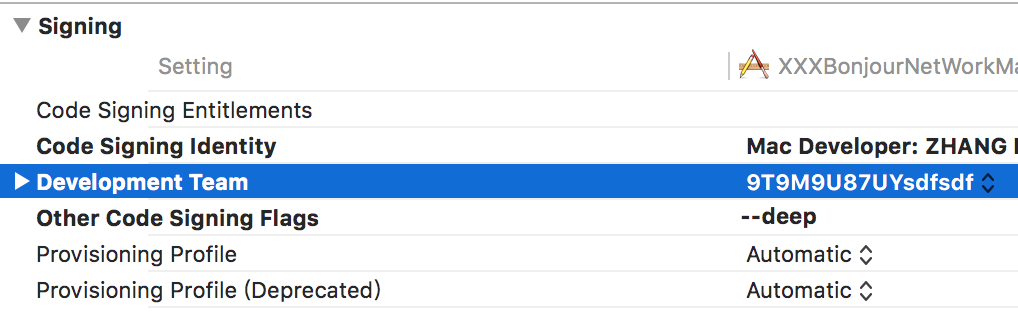 Signing
Setting XXXBonjourNetWorkMa
Code Signing Entitlements
Code Signing Identity Mac Developer: ZHANG
Development Team 9T9M9U87UYsdfsdf
Other Code Signing Flags --deep
Provisioning Profile Automatic
Provisioning Profile (Deprecated) Automatic